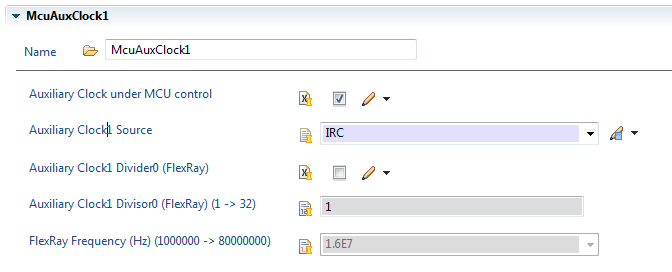 McuAuxClock1
Name McuAuxClock1
Auxiliary Clock under MCU control
Auxiliary Clock1 Source IRC
Auxiliary Clock1 Divider0 (FlexRay)
Auxiliary Clock1 Divisor0 (FlexRay) (1 -> 32) 1
FlexRay Frequency (Hz) (1000000 -> 80000000) 1.6E7